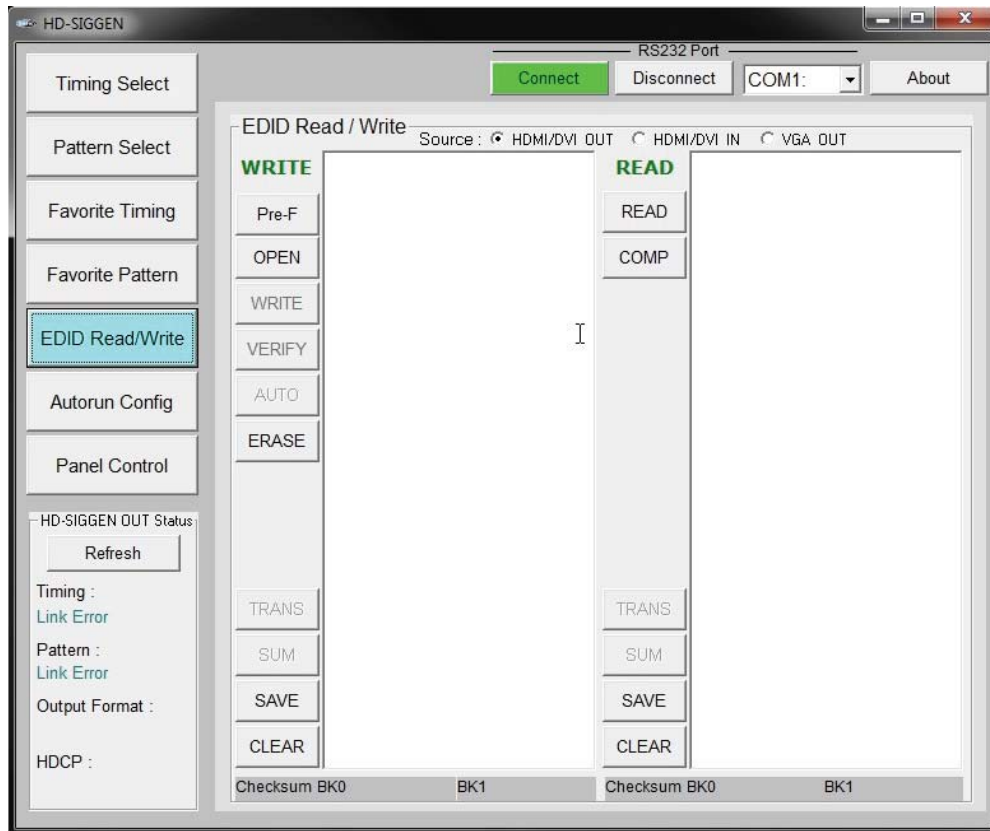 HD-SIGGEN
RS232 Port
Connect
Disconnect
COM1:
About
Timing Select
Pattern Select
Favorite Timing
Favorite Pattern
EDID Read/Write
Autorun Config
Panel Control
HD-SIGGEN OUT Status
Refresh
Timing :
Link Error
Pattern :
Link Error
Output Format :
HDCP :
EDID Read / Write
Source : HDMI/DVI OUT HDMI/DVI IN VGA OUT
WRITE
Pre-F
OPEN
WRITE
VERIFY
AUTO
ERASE
TRANS
SUM
SAVE
CLEAR
Checksum BK0 BK1
READ
READ
COMP
TRANS
SUM
SAVE
CLEAR
Checksum BK0 BK1